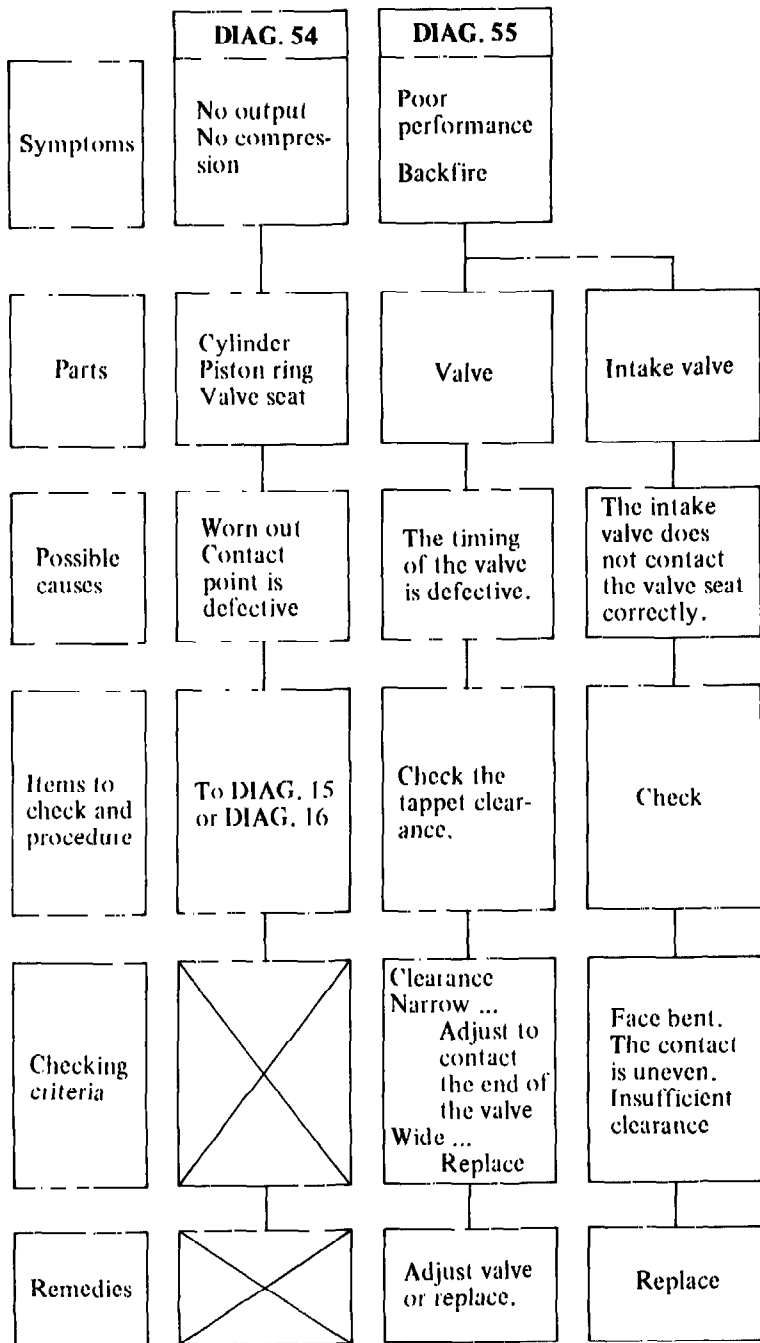 DIAG. 54
DIAG. 55
Symptoms
No output
No compres-
sion
Poor
performance
Backfire
Parts
Cylinder
Piston ring
Valve seat
Valve
Intake valve
Possible
causes
Worn out
Contact
point is
defective
The timing
of the valve
is defective.
The intake
valve does
not contact
the valve seat
correctly.
Items to
check and
procedure
To DIAG. 15
or DIAG. 16
Check the
tappet clear-
ance.
Check
Checking
criteria
Clearance
Narrow ...
Adjust to
contact
the end of
the valve
Wide ...
Replace
Face bent.
The contact
is uneven.
Insufficient
clearance
Remedies
Adjust valve
or replace.
Replace